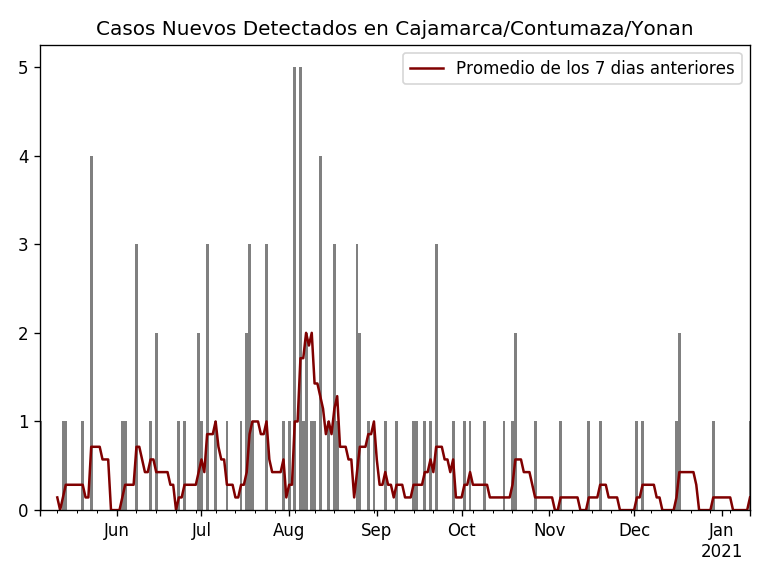 Casos Nuevos Detectados en Cajamarca/Contumaza/Yonan
Promedio de los 7 dias anteriores
5
4
3
2
1
0
Jun Jul Aug Sep Oct Nov Dec Jan
2021